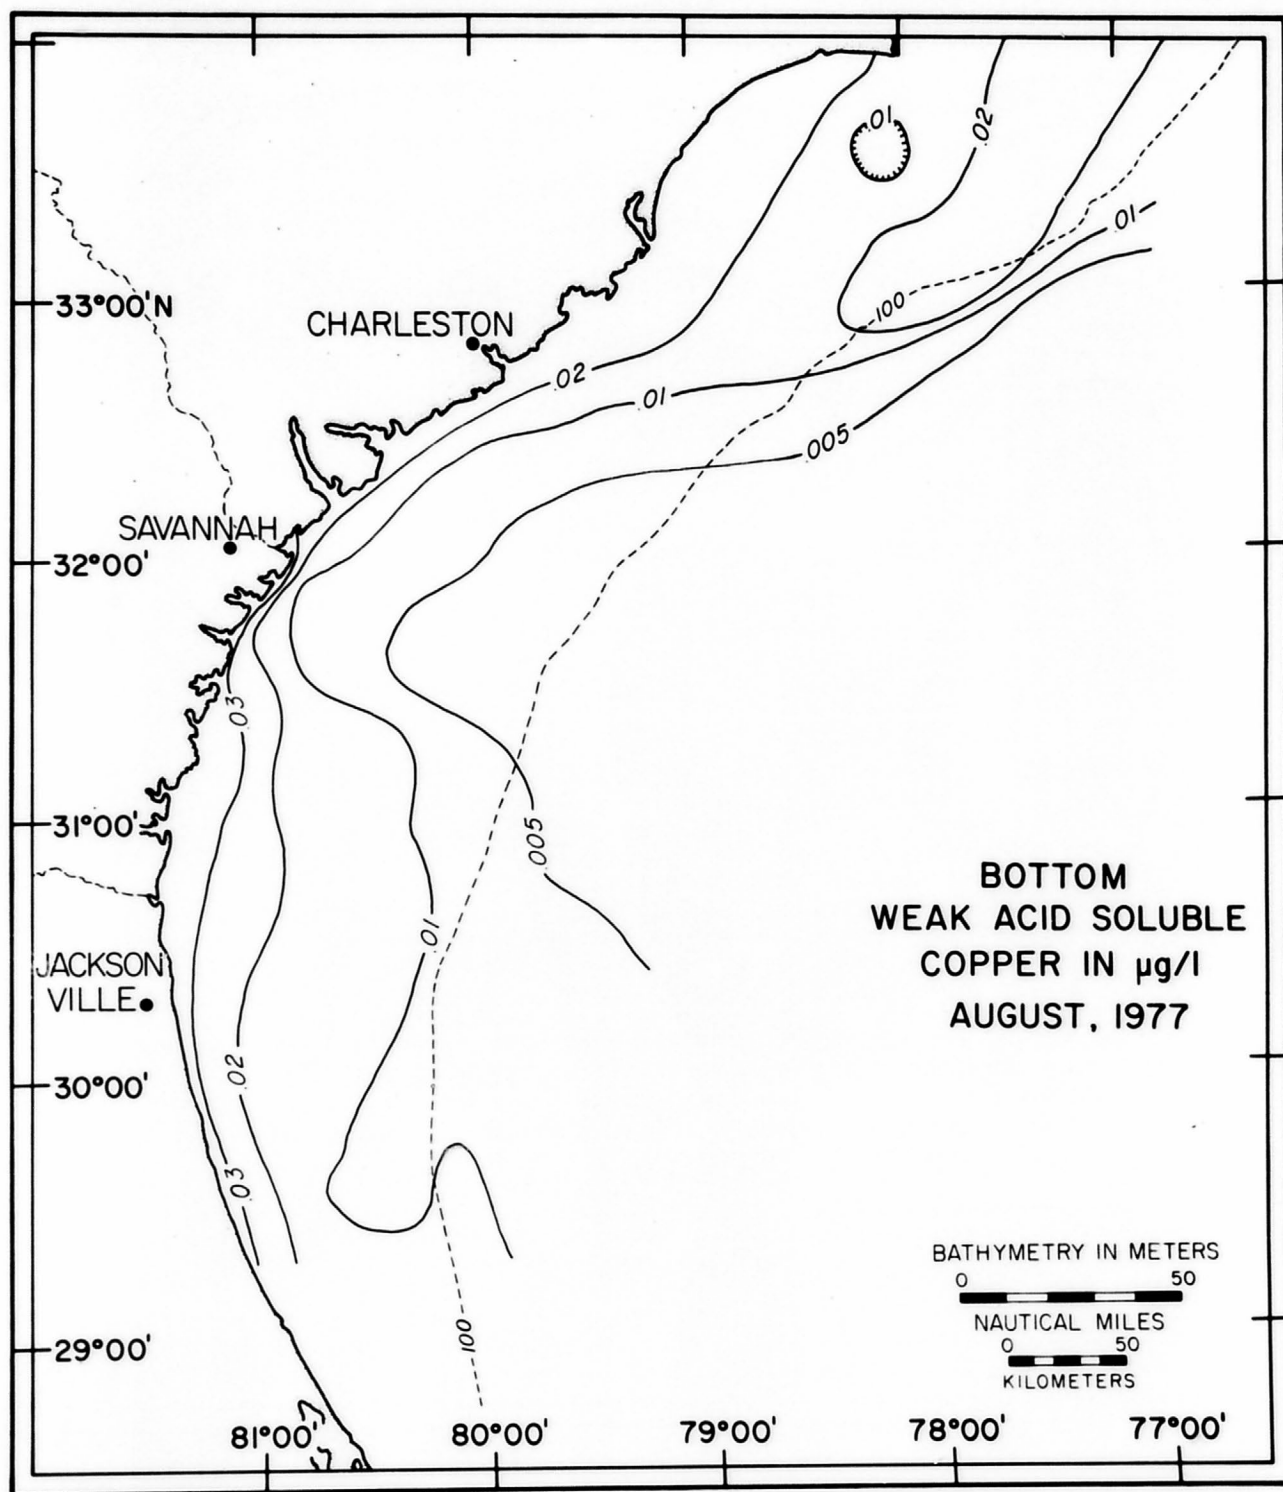 .01
.02
.01
100
33°00'N
CHARLESTON
.02
.01
.005
SAVANNAH
32°00'
.03
31°00'
.005
BOTTOM
WEAK ACID SOLUBLE
COPPER IN µg/l
AUGUST, 1977
.01
JACKSON
VILLE
30°00'
.02
.03
BATHYMETRY IN METERS
0 50
NAUTICAL MILES
0 50
KILOMETERS
100
29°00'
81°00' 80°00' 79°00' 78°00' 77°00'